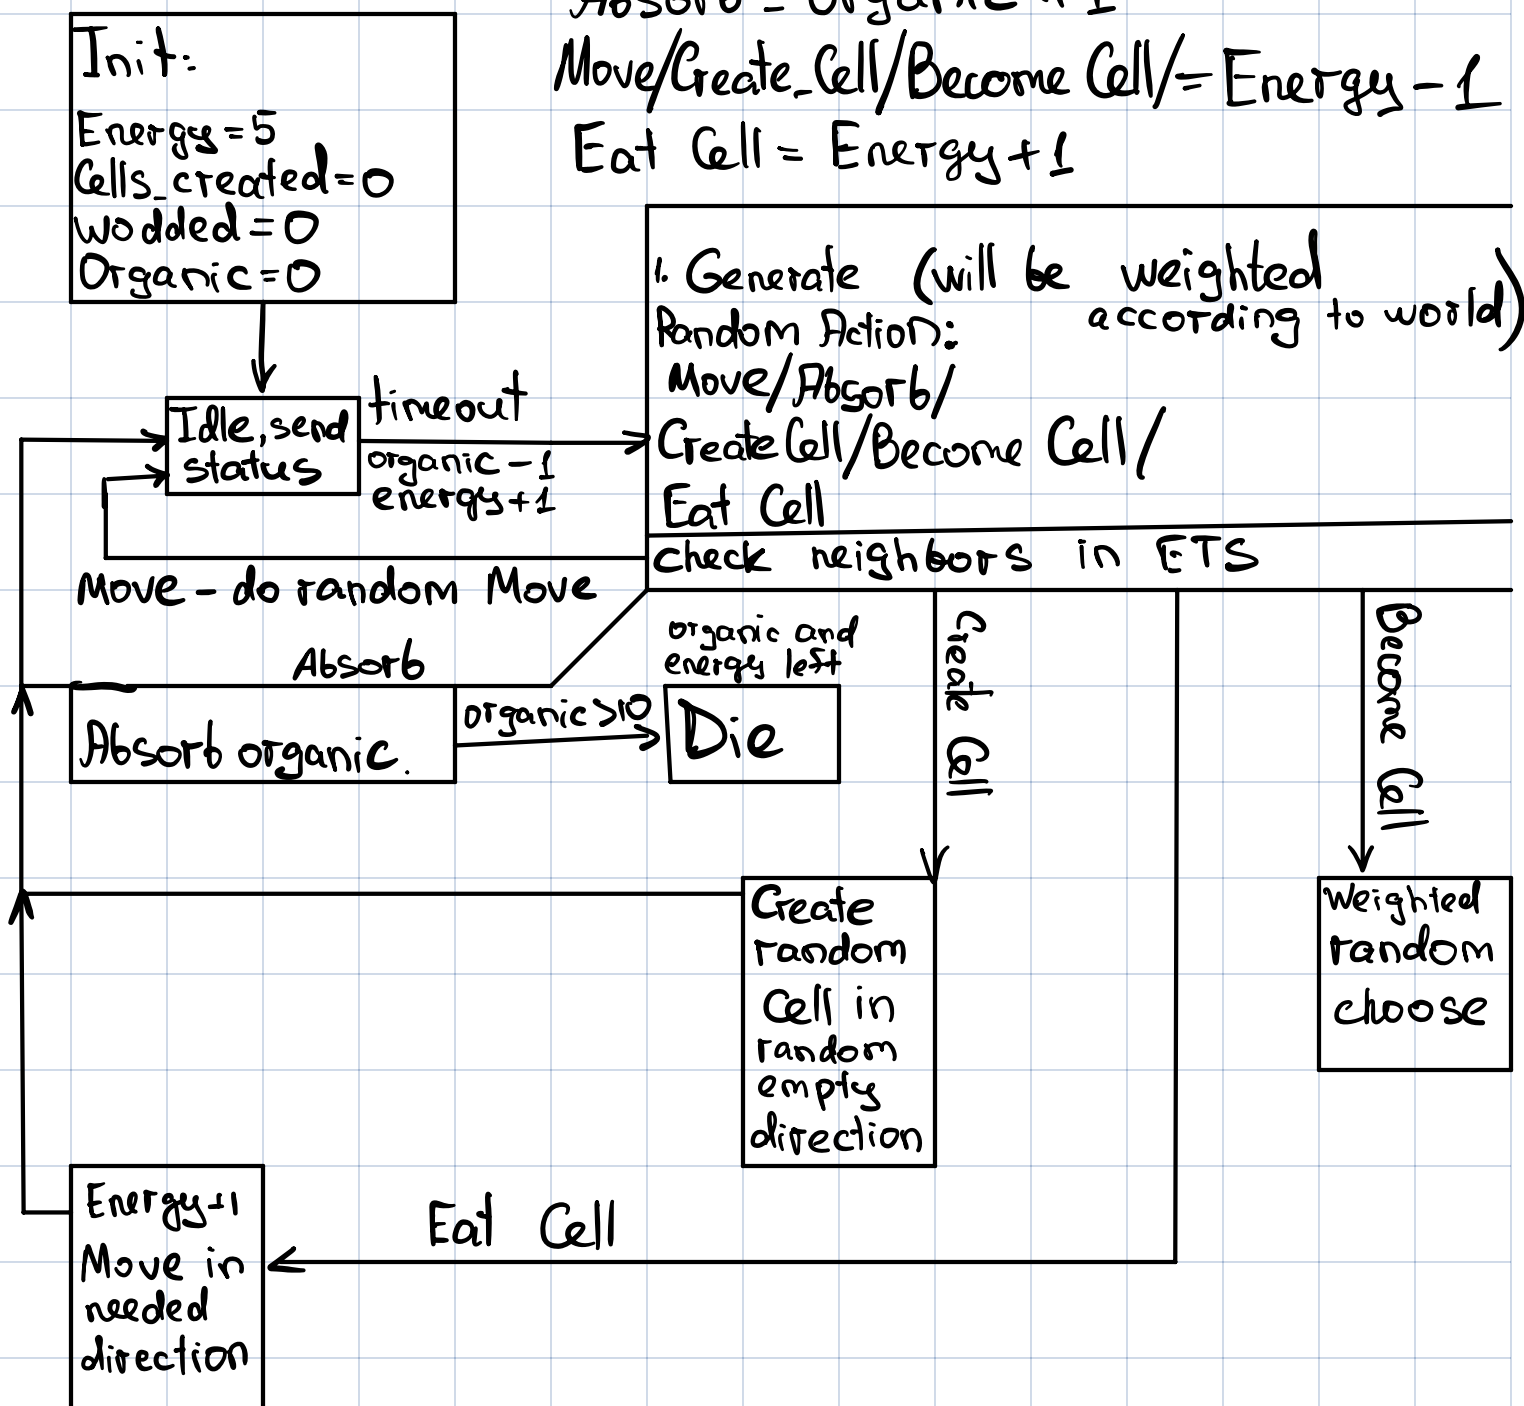 Absorb = Organic + 1
Move/Create_Cell/Become Cell/= Energy - 1
Eat Cell = Energy + 1
Init:
Energy = 5
Cells_created = 0
wodded = 0
Organic = 0
1. Generate (will be weighted
according to world)
Random Action:
Move/Absorb/
Create Cell/Become Cell/
Eat Cell
check neighbors in ETS
Idle, send
status
timeout
organic - 1
energy + 1
Move - do random Move
Absorb
Absorb organic.
organic > 10
organic and
energy left
Die
Create Cell
Become Cell
Create
random
Cell in
random
empty
direction
Weighted
random
choose
Eat Cell
Energy+1
Move in
needed
direction